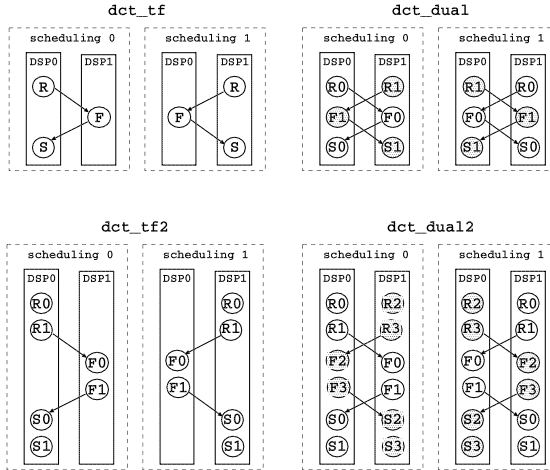 dct_tf
dct_dual
scheduling 0
scheduling 1
scheduling 0
scheduling 1
DSP0
DSP1
DSP0
DSP1
DSP0
DSP1
DSP0
DSP1
R
R
R0
R1
R1
R0
F
F
F1
F0
F0
F1
S
S
S0
S1
S1
S0
dct_tf2
dct_dual2
scheduling 0
scheduling 1
scheduling 0
scheduling 1
DSP0
DSP1
DSP0
DSP1
DSP0
DSP1
DSP0
DSP1
R0
R0
R0
R2
R2
R0
R1
R1
R1
R3
R3
R1
F0
F0
F2
F0
F0
F2
F1
F1
F3
F1
F1
F3
S0
S0
S0
S2
S2
S0
S1
S1
S1
S3
S3
S1